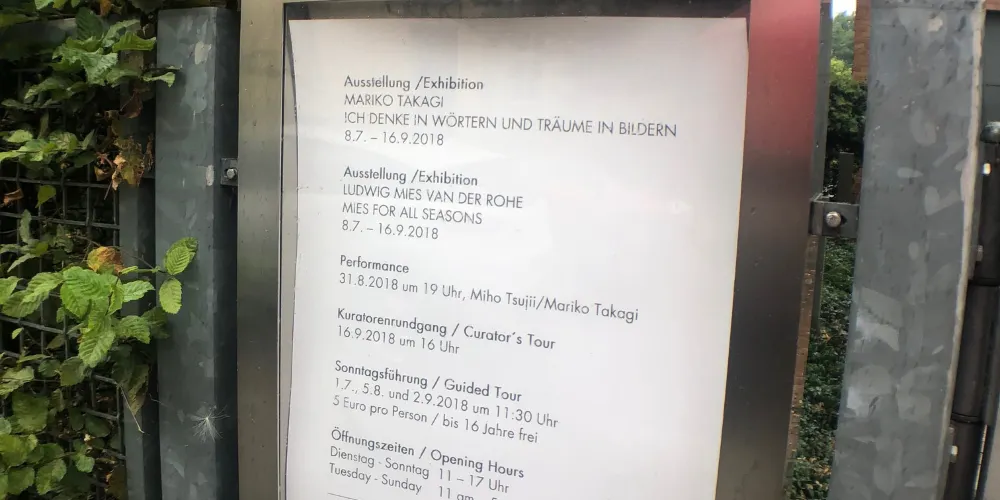 Ausstellung /Exhibition
MARIKO TAKAGI
ICH DENKE IN WÖRTERN UND TRÄUME IN BILDERN
8.7. – 16.9.2018
Ausstellung /Exhibition
LUDWIG MIES VAN DER ROHE
MIES FOR ALL SEASONS
8.7. – 16.9.2018
Performance
31.8.2018 um 19 Uhr, Miho Tsujii/Mariko Takagi
Kuratorenrundgang / Curator´s Tour
16.9.2018 um 16 Uhr
Sonntagsführung / Guided Tour
1.7., 5.8. und 2.9.2018 um 11:30 Uhr
5 Euro pro Person / bis 16 Jahre frei
Öffnungszeiten / Opening Hours
Dienstag - Sonntag 11 – 17 Uhr
Tuesday - Sunday 11 am